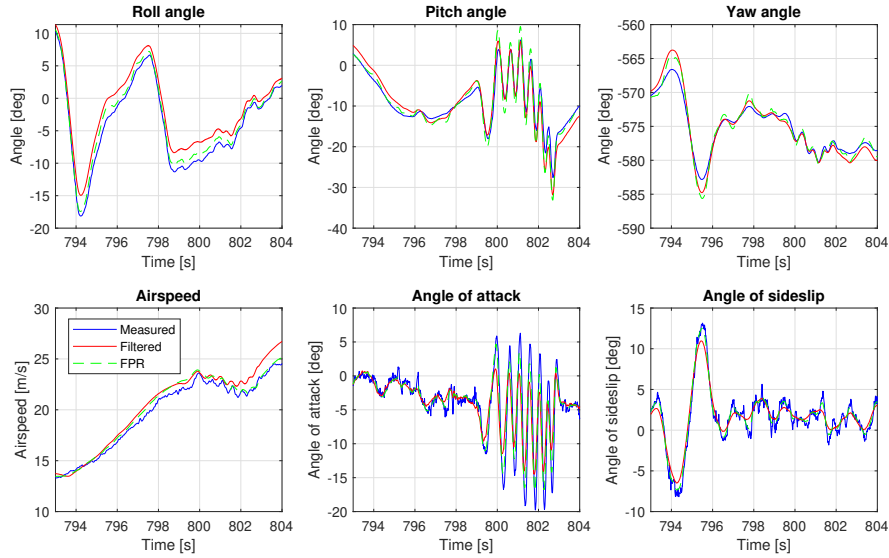 Roll angle
Pitch angle
Yaw angle
Angle [deg]
10
5
0
-5
-10
-15
-20
794 796 798 800 802 804
Time [s]
Angle [deg]
10
0
-10
-20
-30
-40
794 796 798 800 802 804
Time [s]
Angle [deg]
-560
-565
-570
-575
-580
-585
-590
794 796 798 800 802 804
Time [s]
Airspeed
Angle of attack
Angle of sideslip
Airspeed [m/s]
30
25
20
15
10
Measured
Filtered
FPR
794 796 798 800 802 804
Time [s]
Angle of attack [deg]
10
5
0
-5
-10
-15
-20
794 796 798 800 802 804
Time [s]
Angle of sideslip [deg]
15
10
5
0
-5
-10
794 796 798 800 802 804
Time [s]